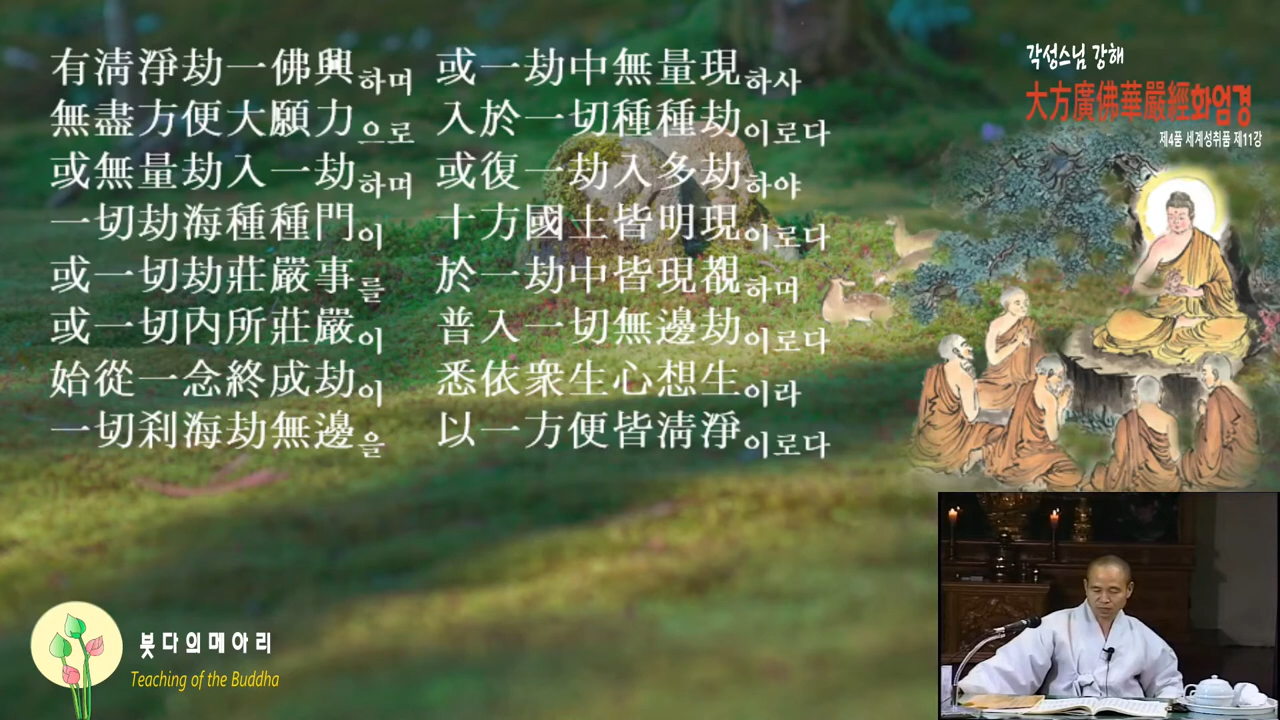 有淸淨劫一佛興하며 或一劫中無量現하사
無盡方便大願力으로 入於一切種種劫이로다
或無量劫入一劫하며 或復一劫入多劫하야
一切劫海種種門이 十方國土皆明現이로다
或一切劫莊嚴事를 於一劫中皆現覩하며
或一切內所莊嚴이 普入一切無邊劫이로다
始從一念終成劫이 悉依衆生心想生이라
一切刹海劫無邊을 以一方便皆淸淨이로다
각성스님 강해
大方廣佛華嚴經화엄경
제4품 세계성취품 제11강
붓다의메아리
Teaching of the Buddha